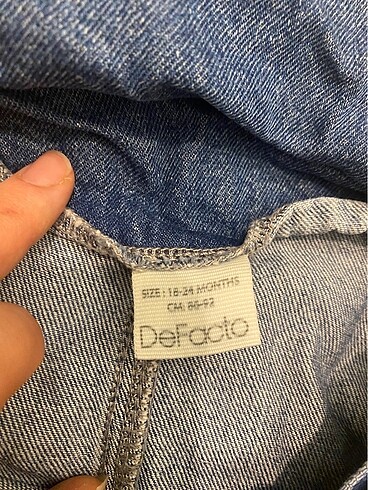 SIZE : 18-24 MONTHS
CM: 86-92
DeFacto